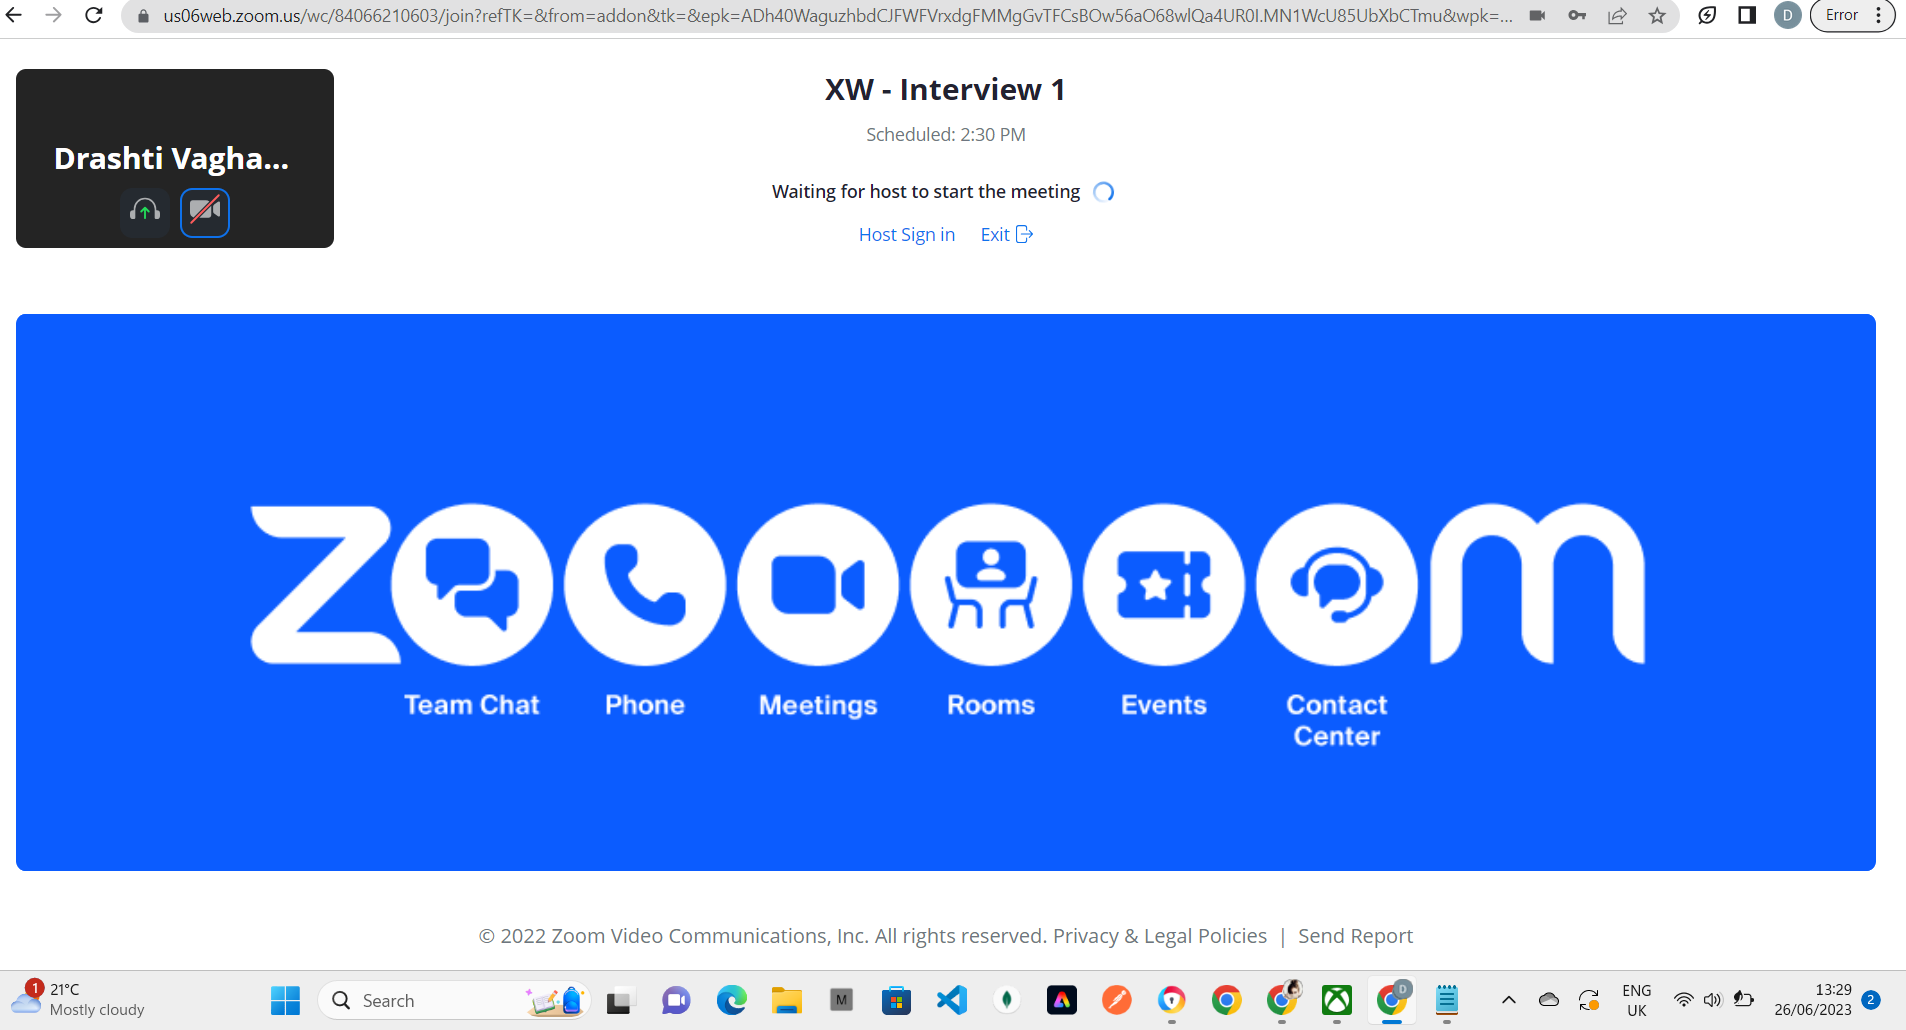 us06web.zoom.us/wc/84066210603/join?refTK=&from=addon&tk=&epk=ADh40WaguzhbdCJFWFVrxdgFMMgGvTFCsBOw56aO68wlQa4UR0I.MN1WcU85UbXbCTmu&wpk=...
D
Error
Drashti Vagha...
XW - Interview 1
Scheduled: 2:30 PM
Waiting for host to start the meeting
Host Sign in Exit
zoom
Team Chat
Phone
Meetings
Rooms
Events
Contact
Center
© 2022 Zoom Video Communications, Inc. All rights reserved. Privacy & Legal Policies | Send Report
1
21°C
Mostly cloudy
Search
M
D
ENG
UK
13:29
26/06/2023
2